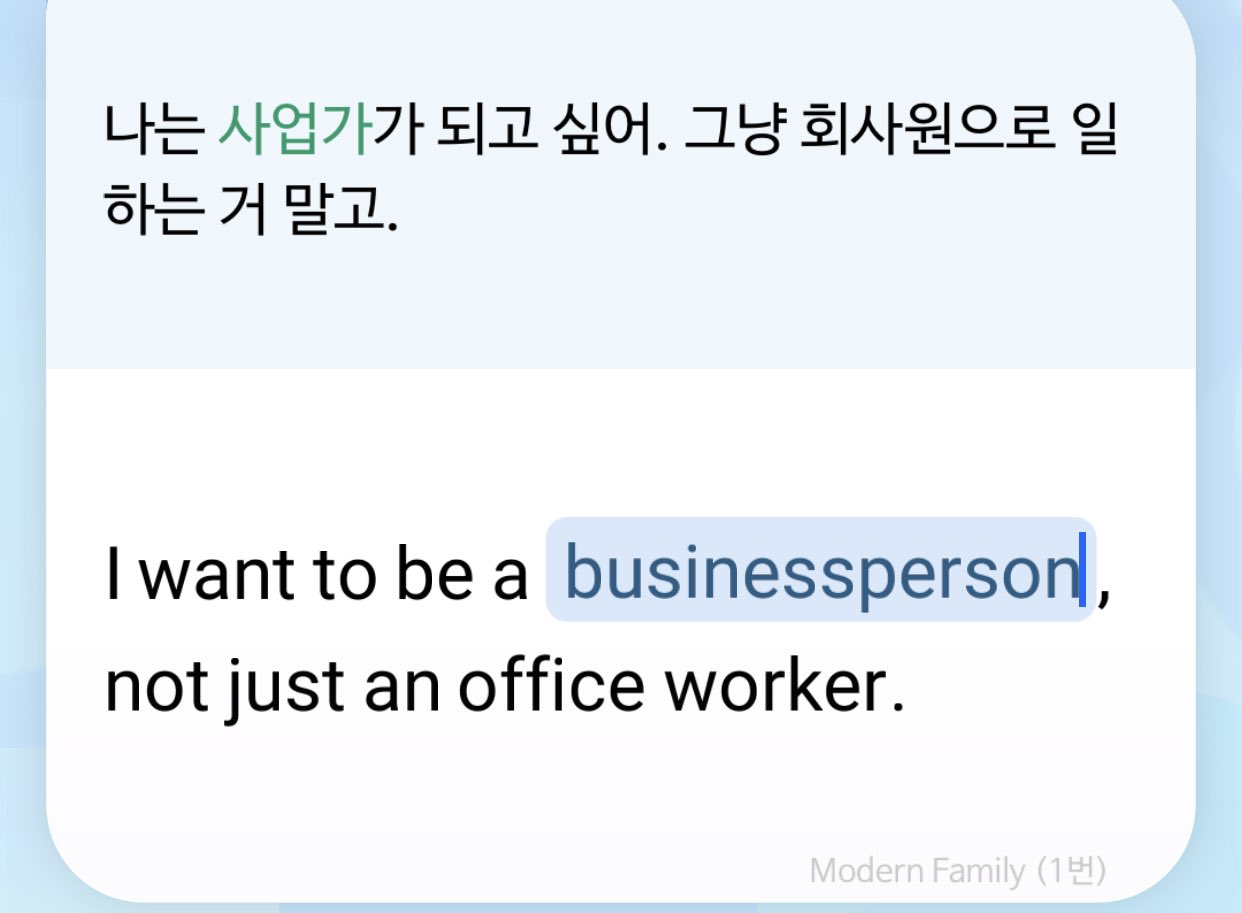 나는 사업가가 되고 싶어. 그냥 회사원으로 일
하는 거 말고.
I want to be a businessperson,
not just an office worker.
Modern Family (1번)